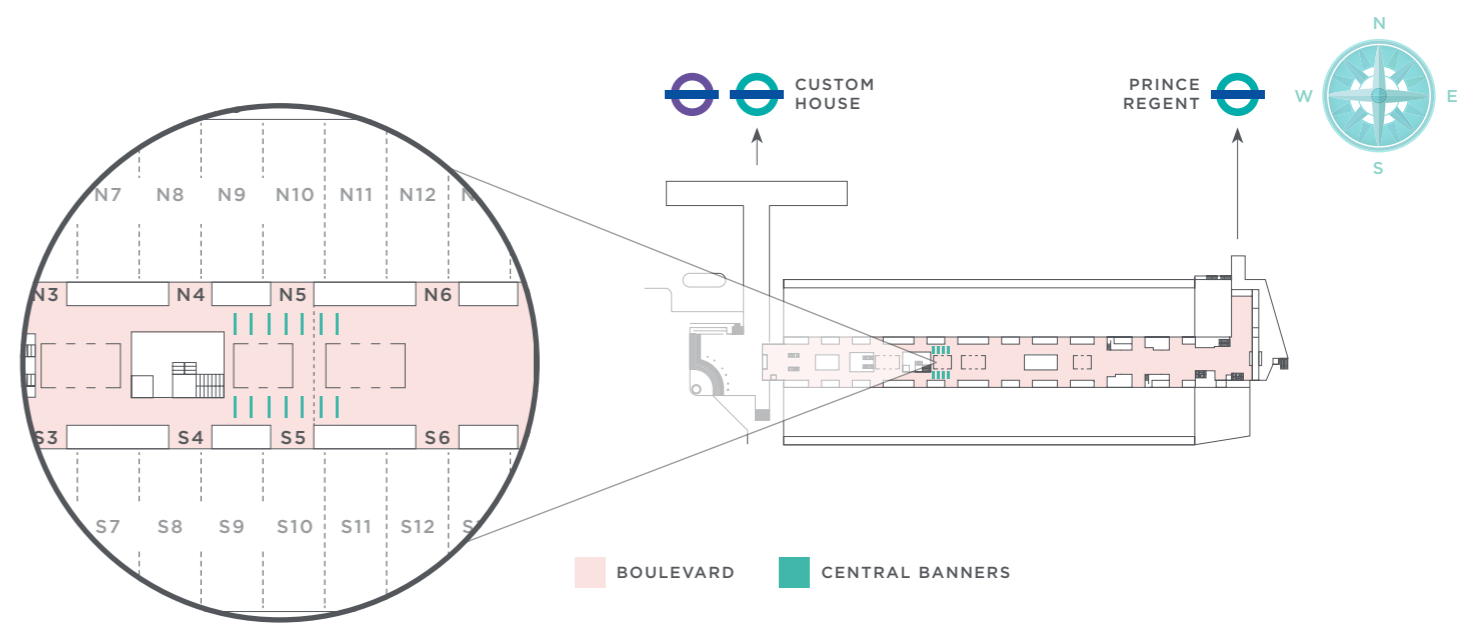 N
CUSTOM
HOUSE
PRINCE
REGENT
W
E
S
N7 N8 N9 N10 N11 N12
N3 N4 N5 N6
S3 S4 S5 S6
S7 S8 S9 S10 S11 S12
BOULEVARD
CENTRAL BANNERS